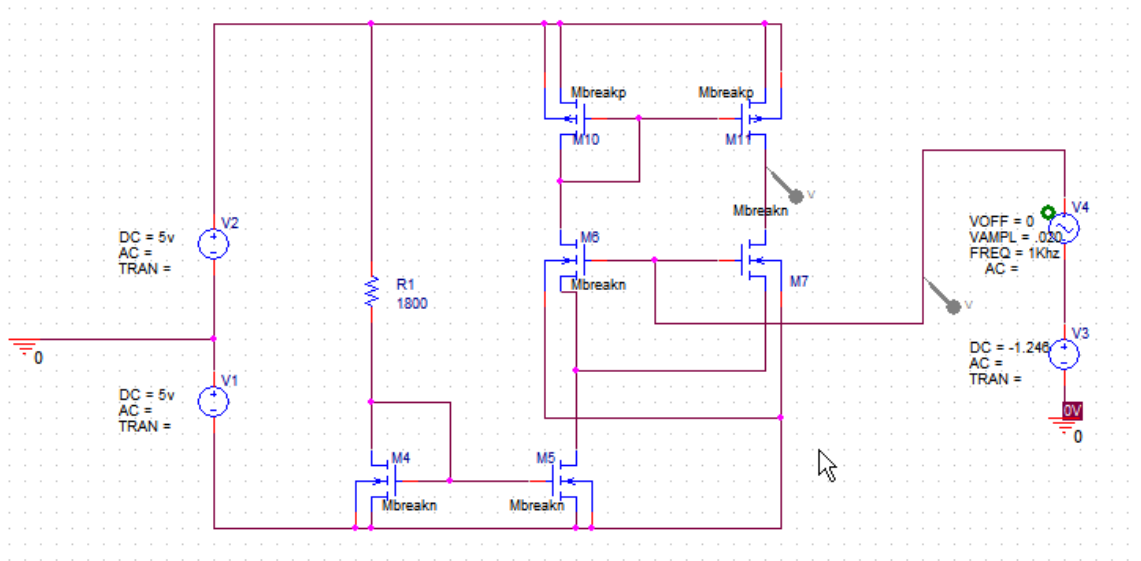 Mbreakp
Mbreakp
M10
M11
V
V2
DC = 5v
AC =
TRAN =
Mbreakn
V4
VOFF = 0
VAMPL = .020
FREQ = 1Khz
AC =
M6
Mbreakn
M7
R1
1800
V
0
V3
DC = -1.246
AC =
TRAN =
V1
DC = 5v
AC =
TRAN =
0V
0
M4
M5
Mbreakn
Mbreakn